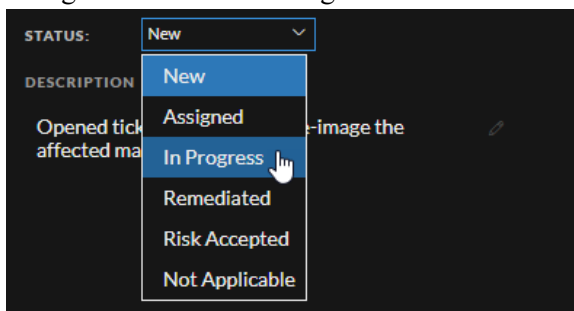 STATUS: New
DESCRIPTION
New
Assigned
Opened tick e-image the
affected ma
In Progress
Remediated
Risk Accepted
Not Applicable